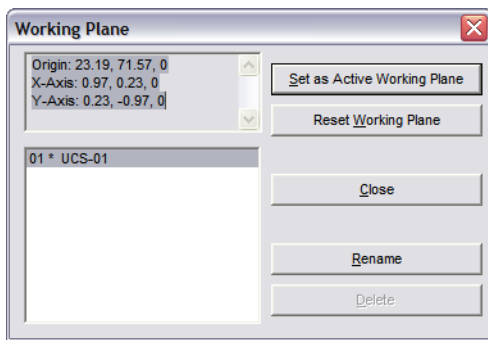 Working Plane
Origin: 23.19, 71.57, 0
X-Axis: 0.97, 0.23, 0
Y-Axis: 0.23, -0.97, 0
Set as Active Working Plane
Reset Working Plane
01 * UCS-01
Close
Rename
Delete